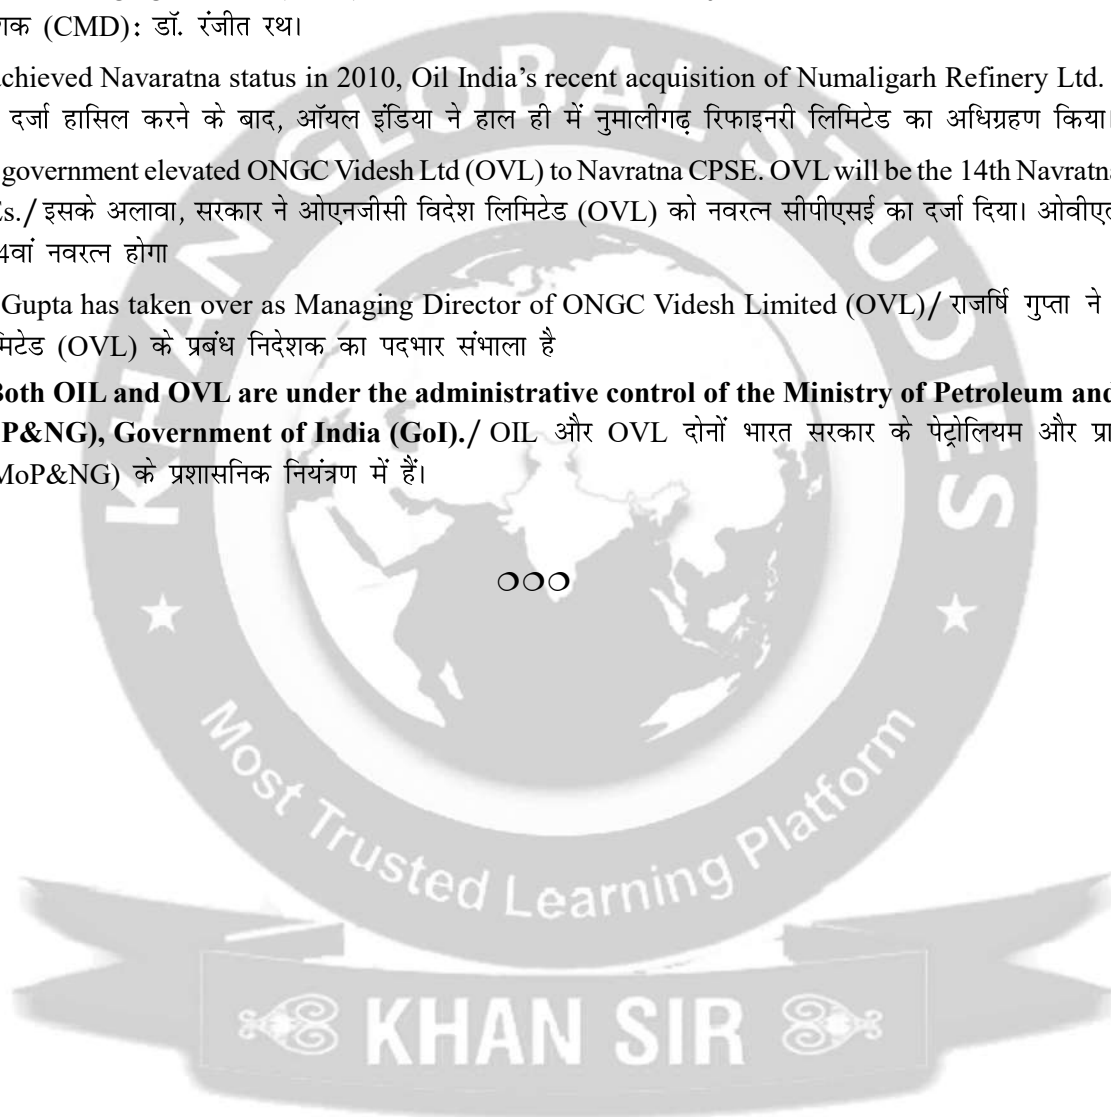 शक (CMD): डॉ. रंजीत रथ।
achieved Navaratna status in 2010, Oil India’s recent acquisition of Numaligarh Refinery Ltd.
दर्जा हासिल करने के बाद, ऑयल इंडिया ने हाल ही में नुमालीगढ़ रिफाइनरी लिमिटेड का अधिग्रहण किया।
government elevated ONGC Videsh Ltd (OVL) to Navratna CPSE. OVL will be the 14th Navratna
s./ इसके अलावा, सरकार ने ओएनजीसी विदेश लिमिटेड (OVL) को नवरत्न सीपीएसई का दर्जा दिया। ओवीएल
4वां नवरत्न होगा
Gupta has taken over as Managing Director of ONGC Videsh Limited (OVL)/ राजर्षि गुप्ता ने
मिटेड (OVL) के प्रबंध निदेशक का पदभार संभाला है
Both OIL and OVL are under the administrative control of the Ministry of Petroleum and
P&NG), Government of India (GoI)./ OIL और OVL दोनों भारत सरकार के पेट्रोलियम और प्रा
MoP&NG) के प्रशासनिक नियंत्रण में हैं।
KHAN GLOBAL STUDIES
Most Trusted Learning Platform
KHAN SIR